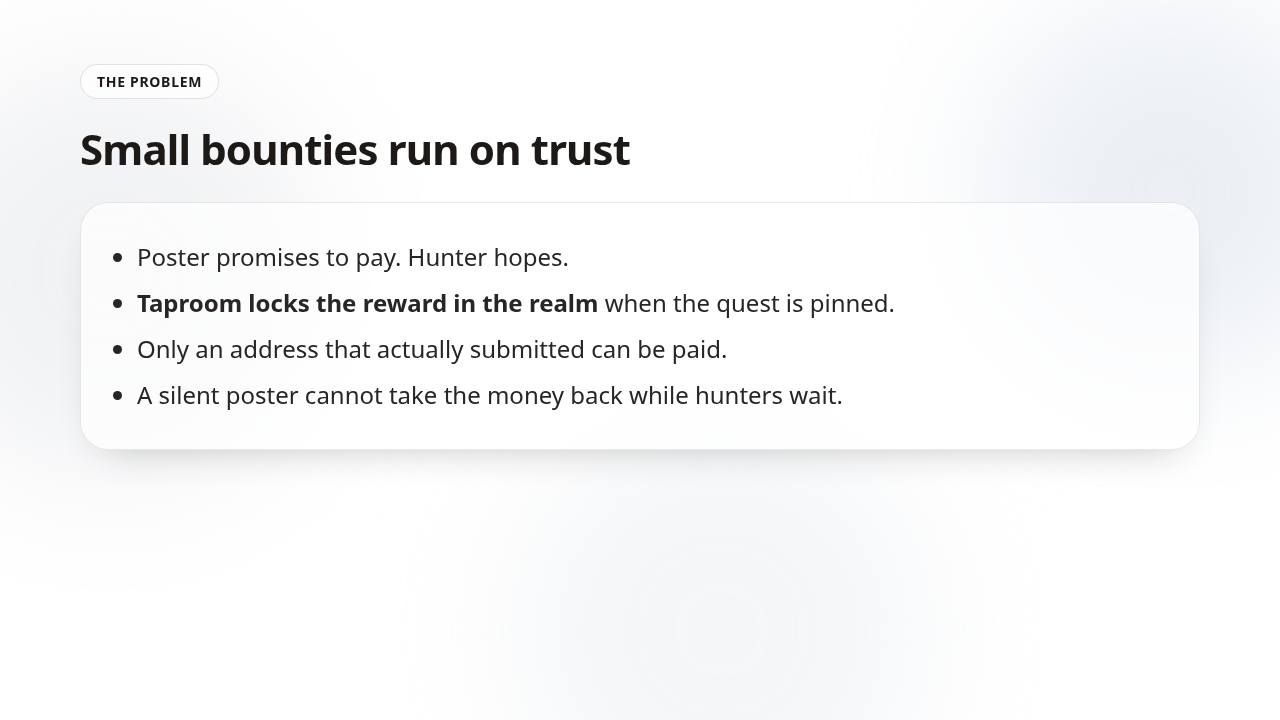 THE PROBLEM
Small bounties run on trust
Poster promises to pay. Hunter hopes.
Taproom locks the reward in the realm when the quest is pinned.
Only an address that actually submitted can be paid.
A silent poster cannot take the money back while hunters wait.